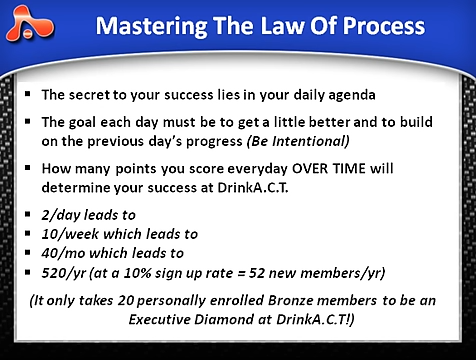 Mastering The Law Of Process
▪ The secret to your success lies in your daily agenda
▪ The goal each day must be to get a little better and to build
on the previous day's progress (Be Intentional)
▪ How many points you score everyday OVER TIME will
determine your success at DrinkA.C.T.
▪ 2/day leads to
▪ 10/week which leads to
▪ 40/mo which leads to
▪ 520/yr (at a 10% sign up rate = 52 new members/yr)
(It only takes 20 personally enrolled Bronze members to be an
Executive Diamond at DrinkA.C.T!)